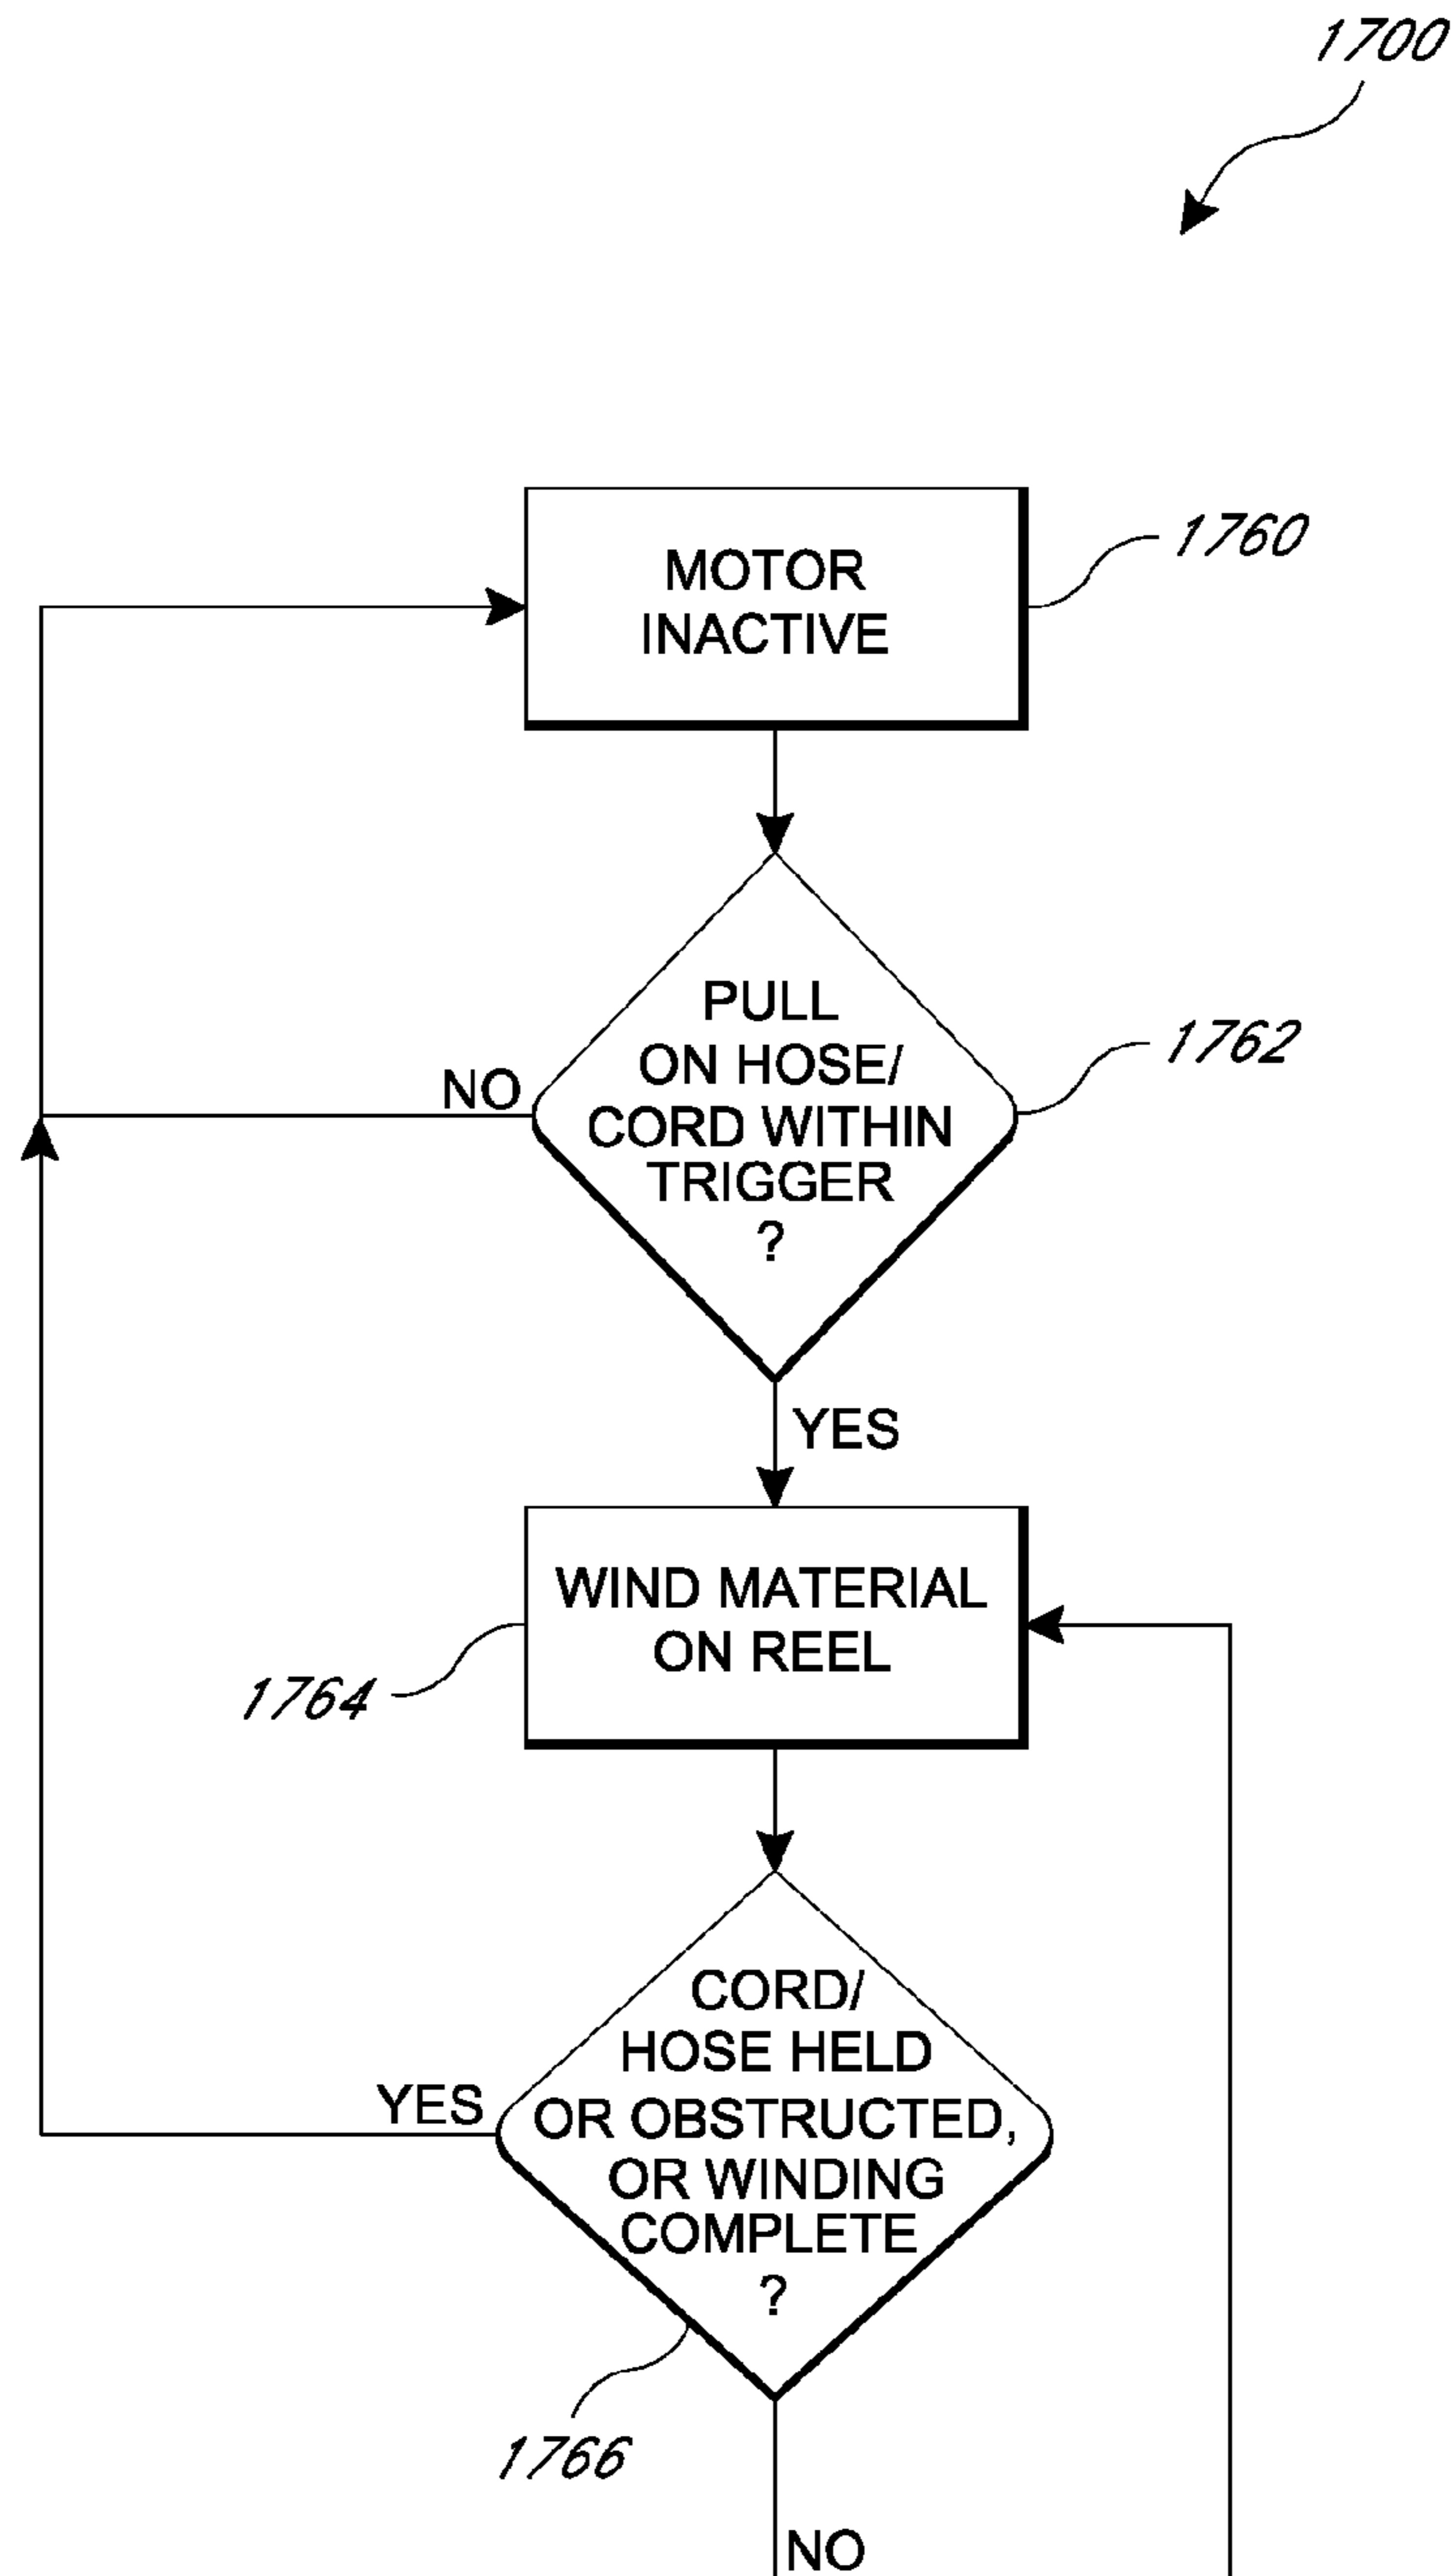 1700
MOTOR
INACTIVE
1760
PULL
ON HOSE/
CORD WITHIN
TRIGGER
?
1762
NO
YES
WIND MATERIAL
ON REEL
1764
CORD/
HOSE HELD
OR OBSTRUCTED,
OR WINDING
COMPLETE
?
YES
1766
NO